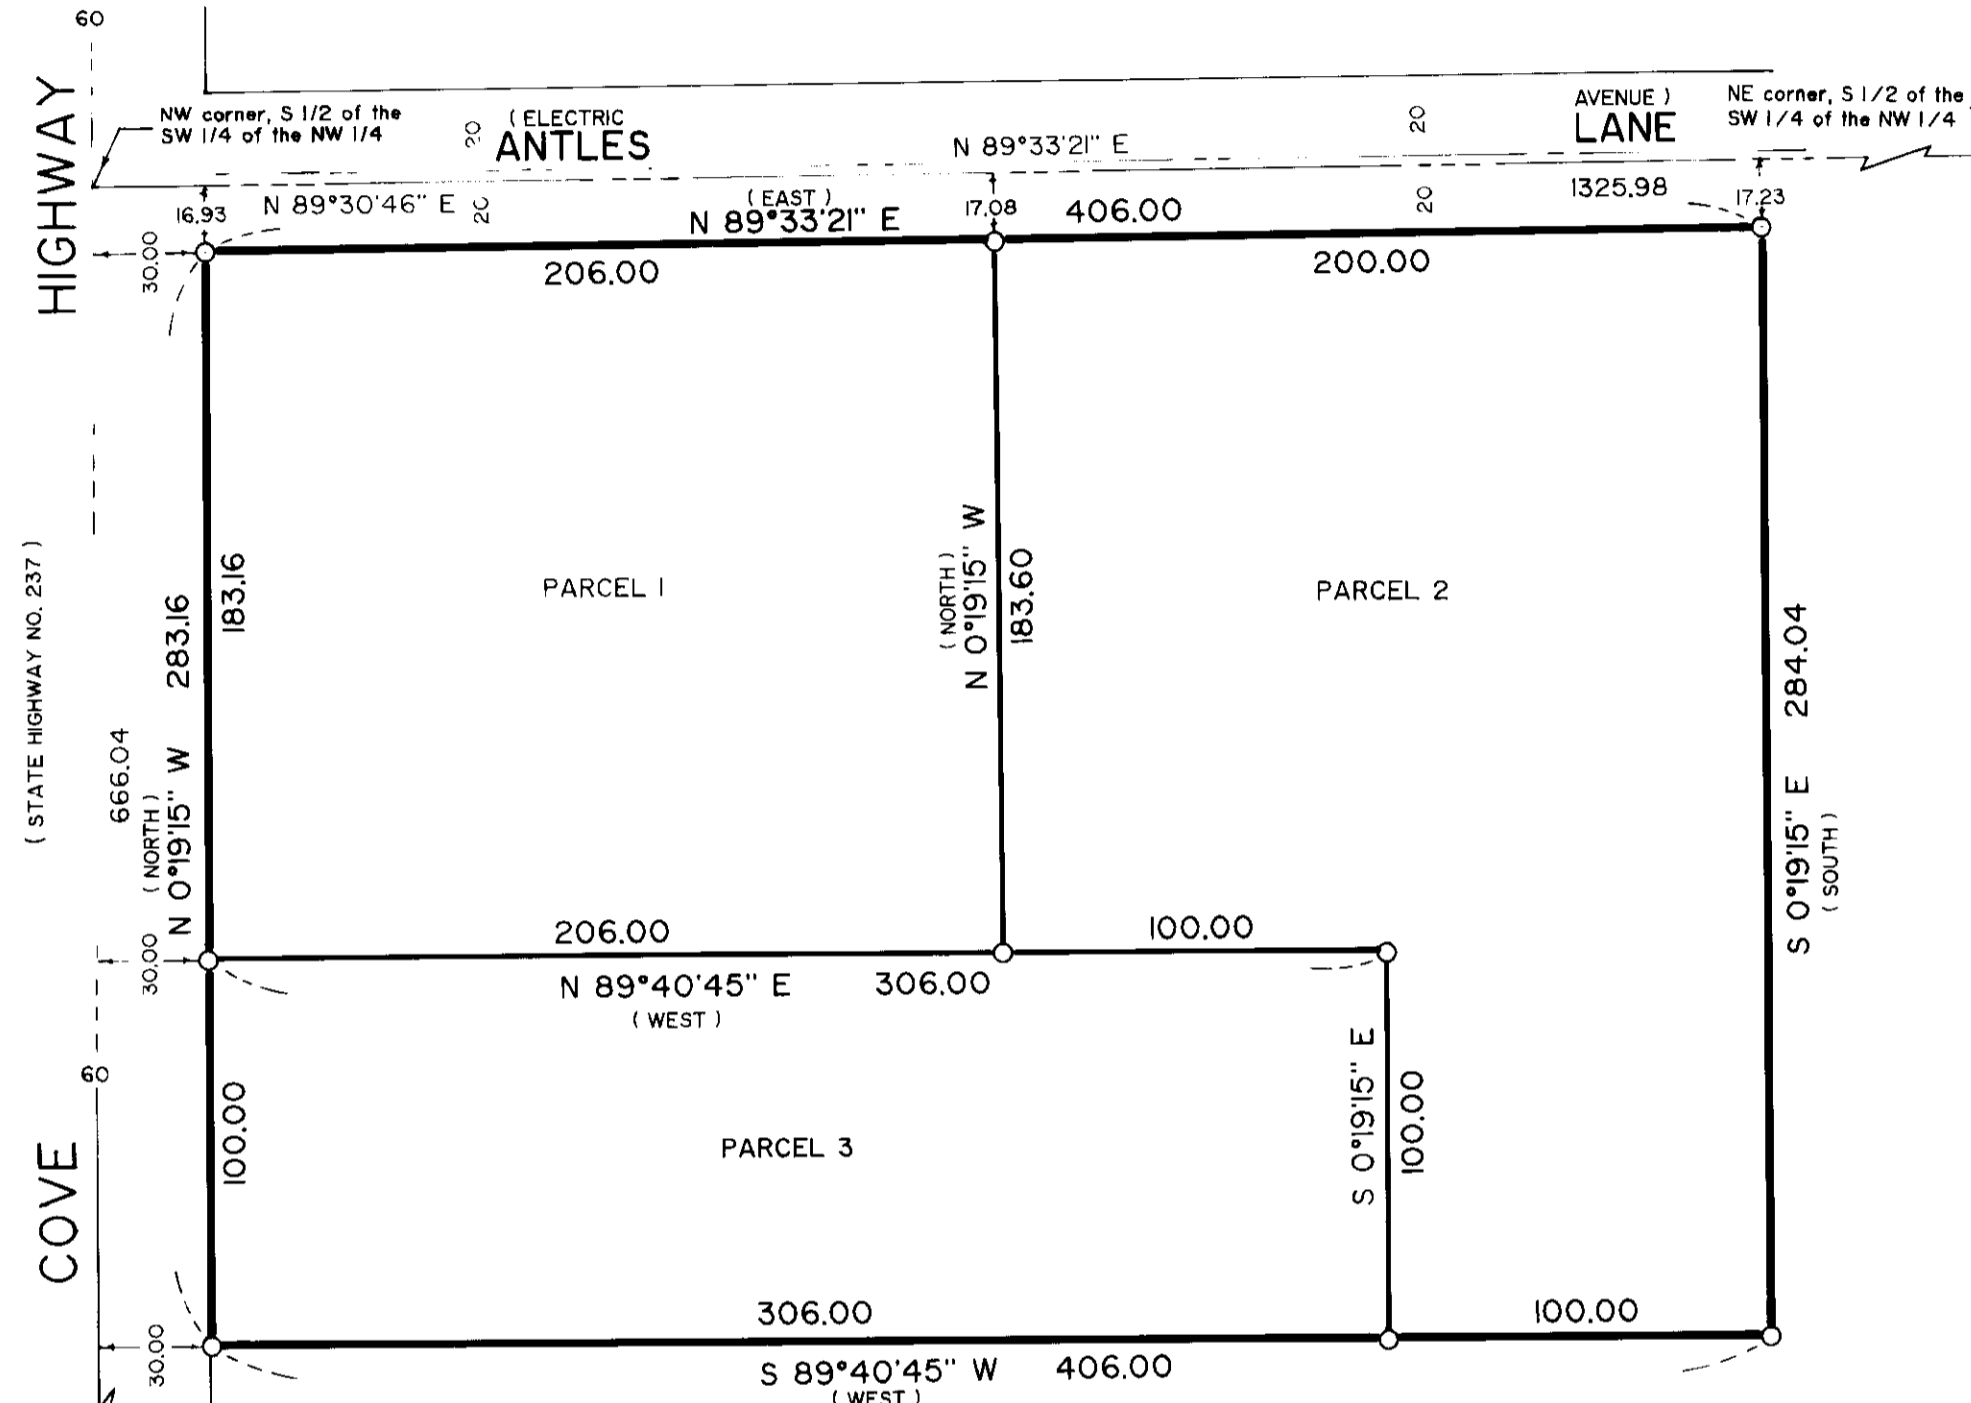 60
HIGHWAY
NW corner, S 1/2 of the
SW 1/4 of the NW 1/4
( ELECTRIC
AVENUE )
ANTLES
LANE
20
20
NE corner, S 1/2 of the
SW 1/4 of the NW 1/4
N 89°33'21" E
1325.98
16.93
N 89°30'46" E
20
( EAST )
N 89°33'21" E
17.08
406.00
20
17.23
30.00
206.00
200.00
( STATE HIGHWAY NO. 237 )
666.04
( NORTH )
N 0°19'15" W 283.16
183.16
PARCEL 1
( NORTH )
N 0°19'15" W
183.60
PARCEL 2
S 0°19'15" E 284.04
( SOUTH )
30.00
206.00
100.00
N 89°40'45" E 306.00
( WEST )
60
COVE
100.00
PARCEL 3
S 0°19'15" E
100.00
30.00
306.00
100.00
S 89°40'45" W 406.00
( WEST )